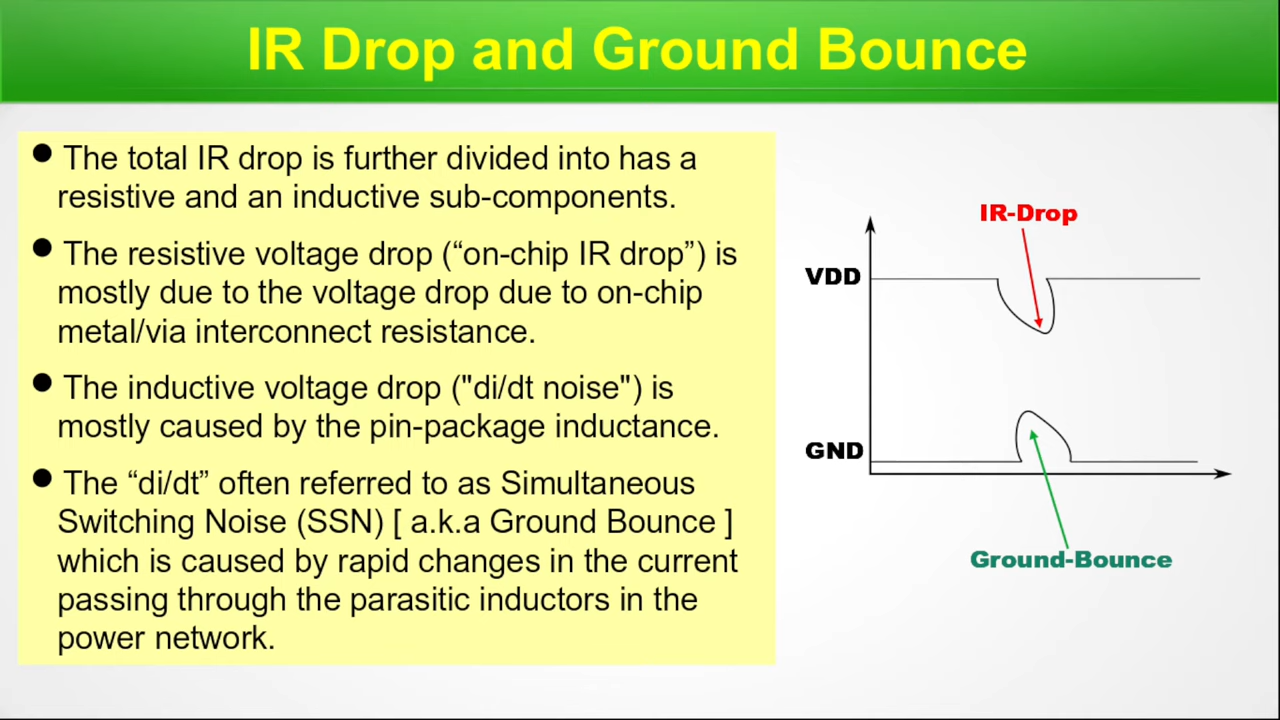 IR Drop and Ground Bounce
● The total IR drop is further divided into has a
resistive and an inductive sub-components.
● The resistive voltage drop (“on-chip IR drop”) is
mostly due to the voltage drop due to on-chip
metal/via interconnect resistance.
● The inductive voltage drop ("di/dt noise") is
mostly caused by the pin-package inductance.
● The “di/dt” often referred to as Simultaneous
Switching Noise (SSN) [ a.k.a Ground Bounce ]
which is caused by rapid changes in the current
passing through the parasitic inductors in the
power network.
IR-Drop
VDD
GND
Ground-Bounce